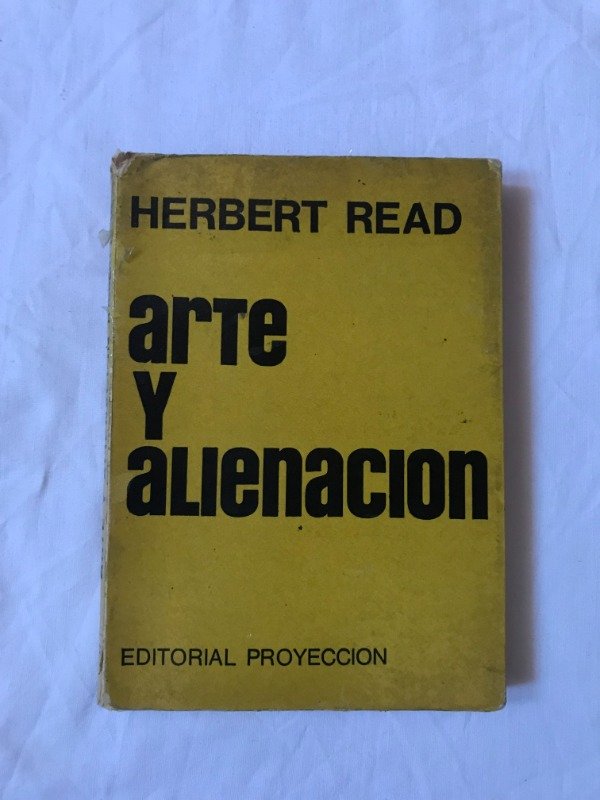 HERBERT READ
arte
Y
alienacion
EDITORIAL PROYECCION